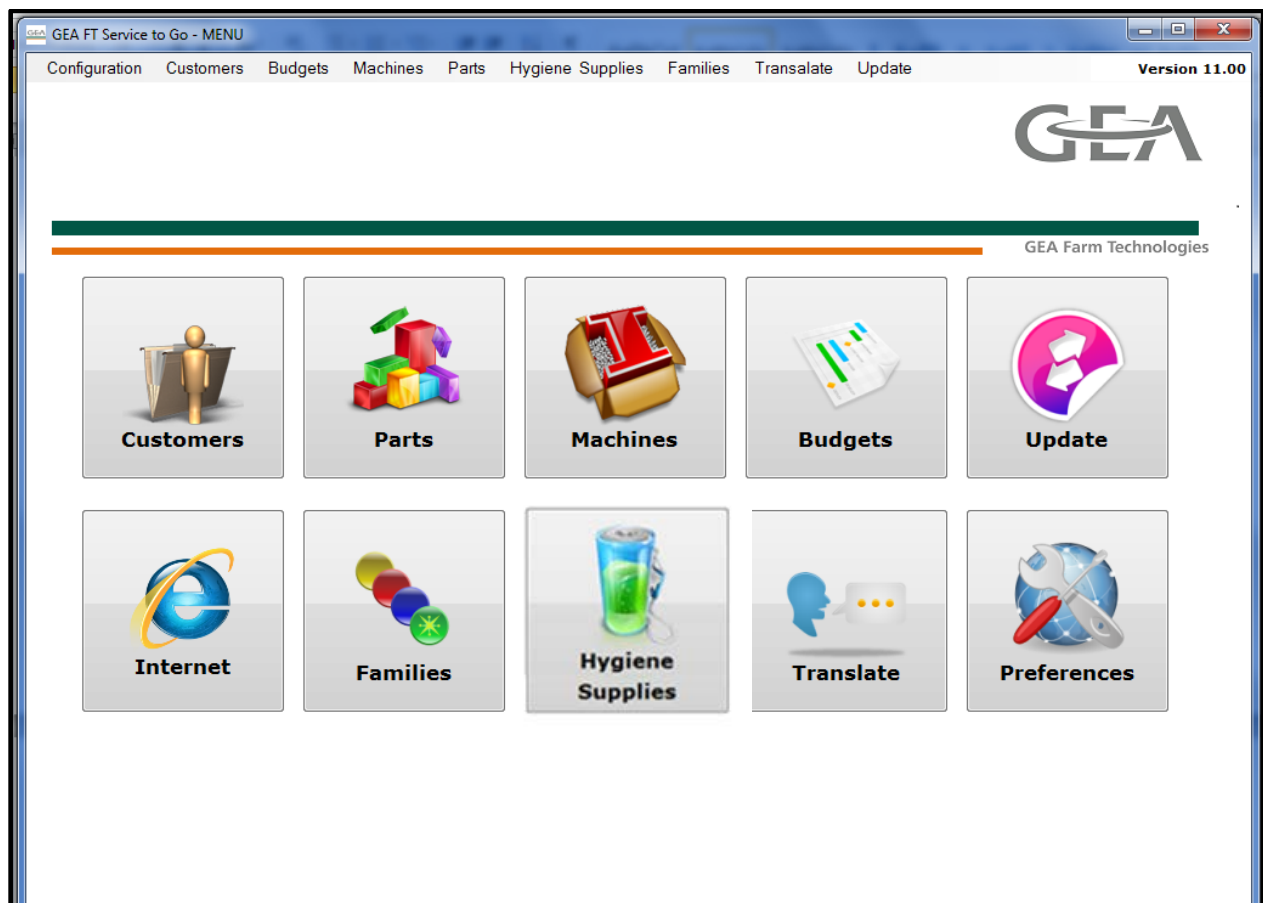 GEA FT Service to Go - MENU
Configuration Customers Budgets Machines Parts Hygiene Supplies Families Transalate Update Version 11.00
GEA
GEA Farm Technologies
Customers Parts Machines Budgets Update
Internet Families Hygiene Supplies Translate Preferences